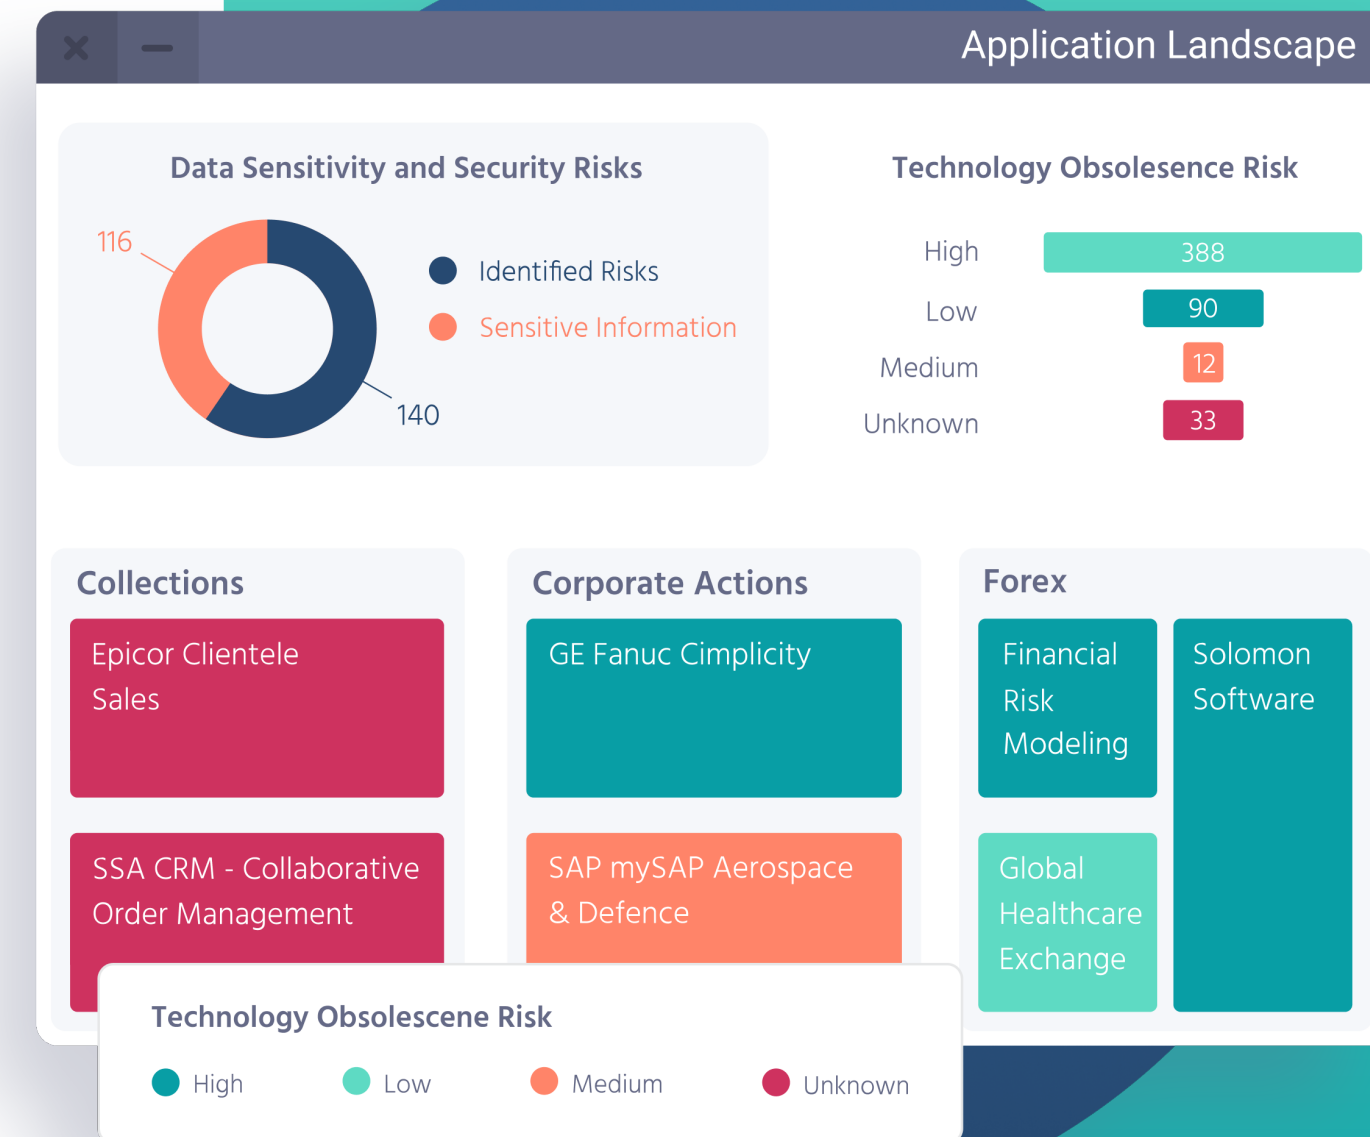 Application Landscape
Data Sensitivity and Security Risks
116
Identified Risks
Sensitive Information
140
Technology Obsolesence Risk
High
388
Low
90
Medium
12
Unknown
33
Collections
Epicor Clientele
Sales
SSA CRM - Collaborative
Order Management
Corporate Actions
GE Fanuc Cimplicity
SAP mySAP Aerospace
& Defence
Forex
Financial
Risk
Modeling
Solomon
Software
Global
Healthcare
Exchange
Technology Obsolescene Risk
High
Low
Medium
Unknown